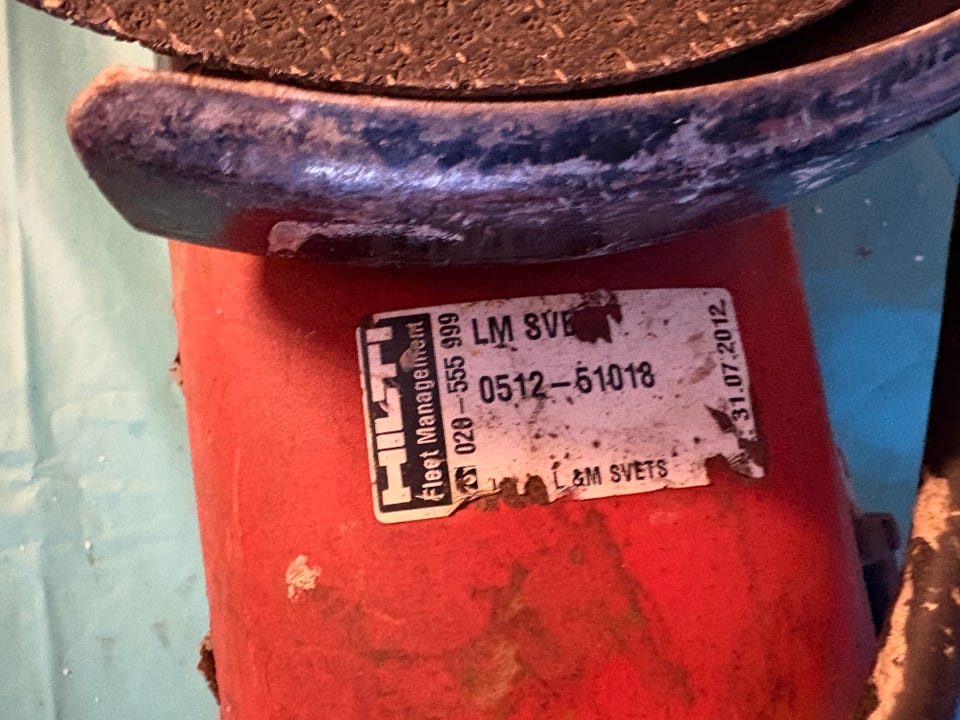 HILTI
Fleet Management
020-555 999
LM SVE
0512-51018
L &M SVETS
31.07.2012